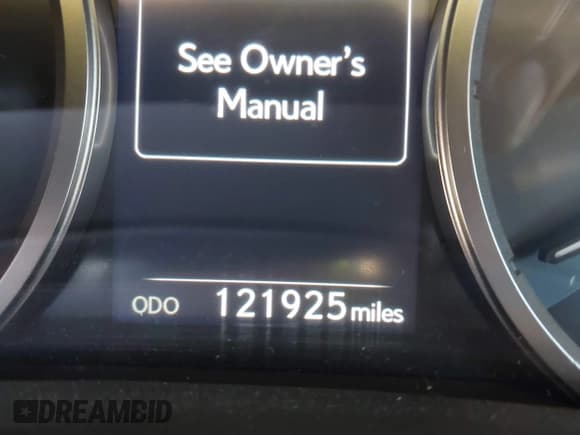 See Owner's
Manual
ODO 121925 miles
DREAMBID